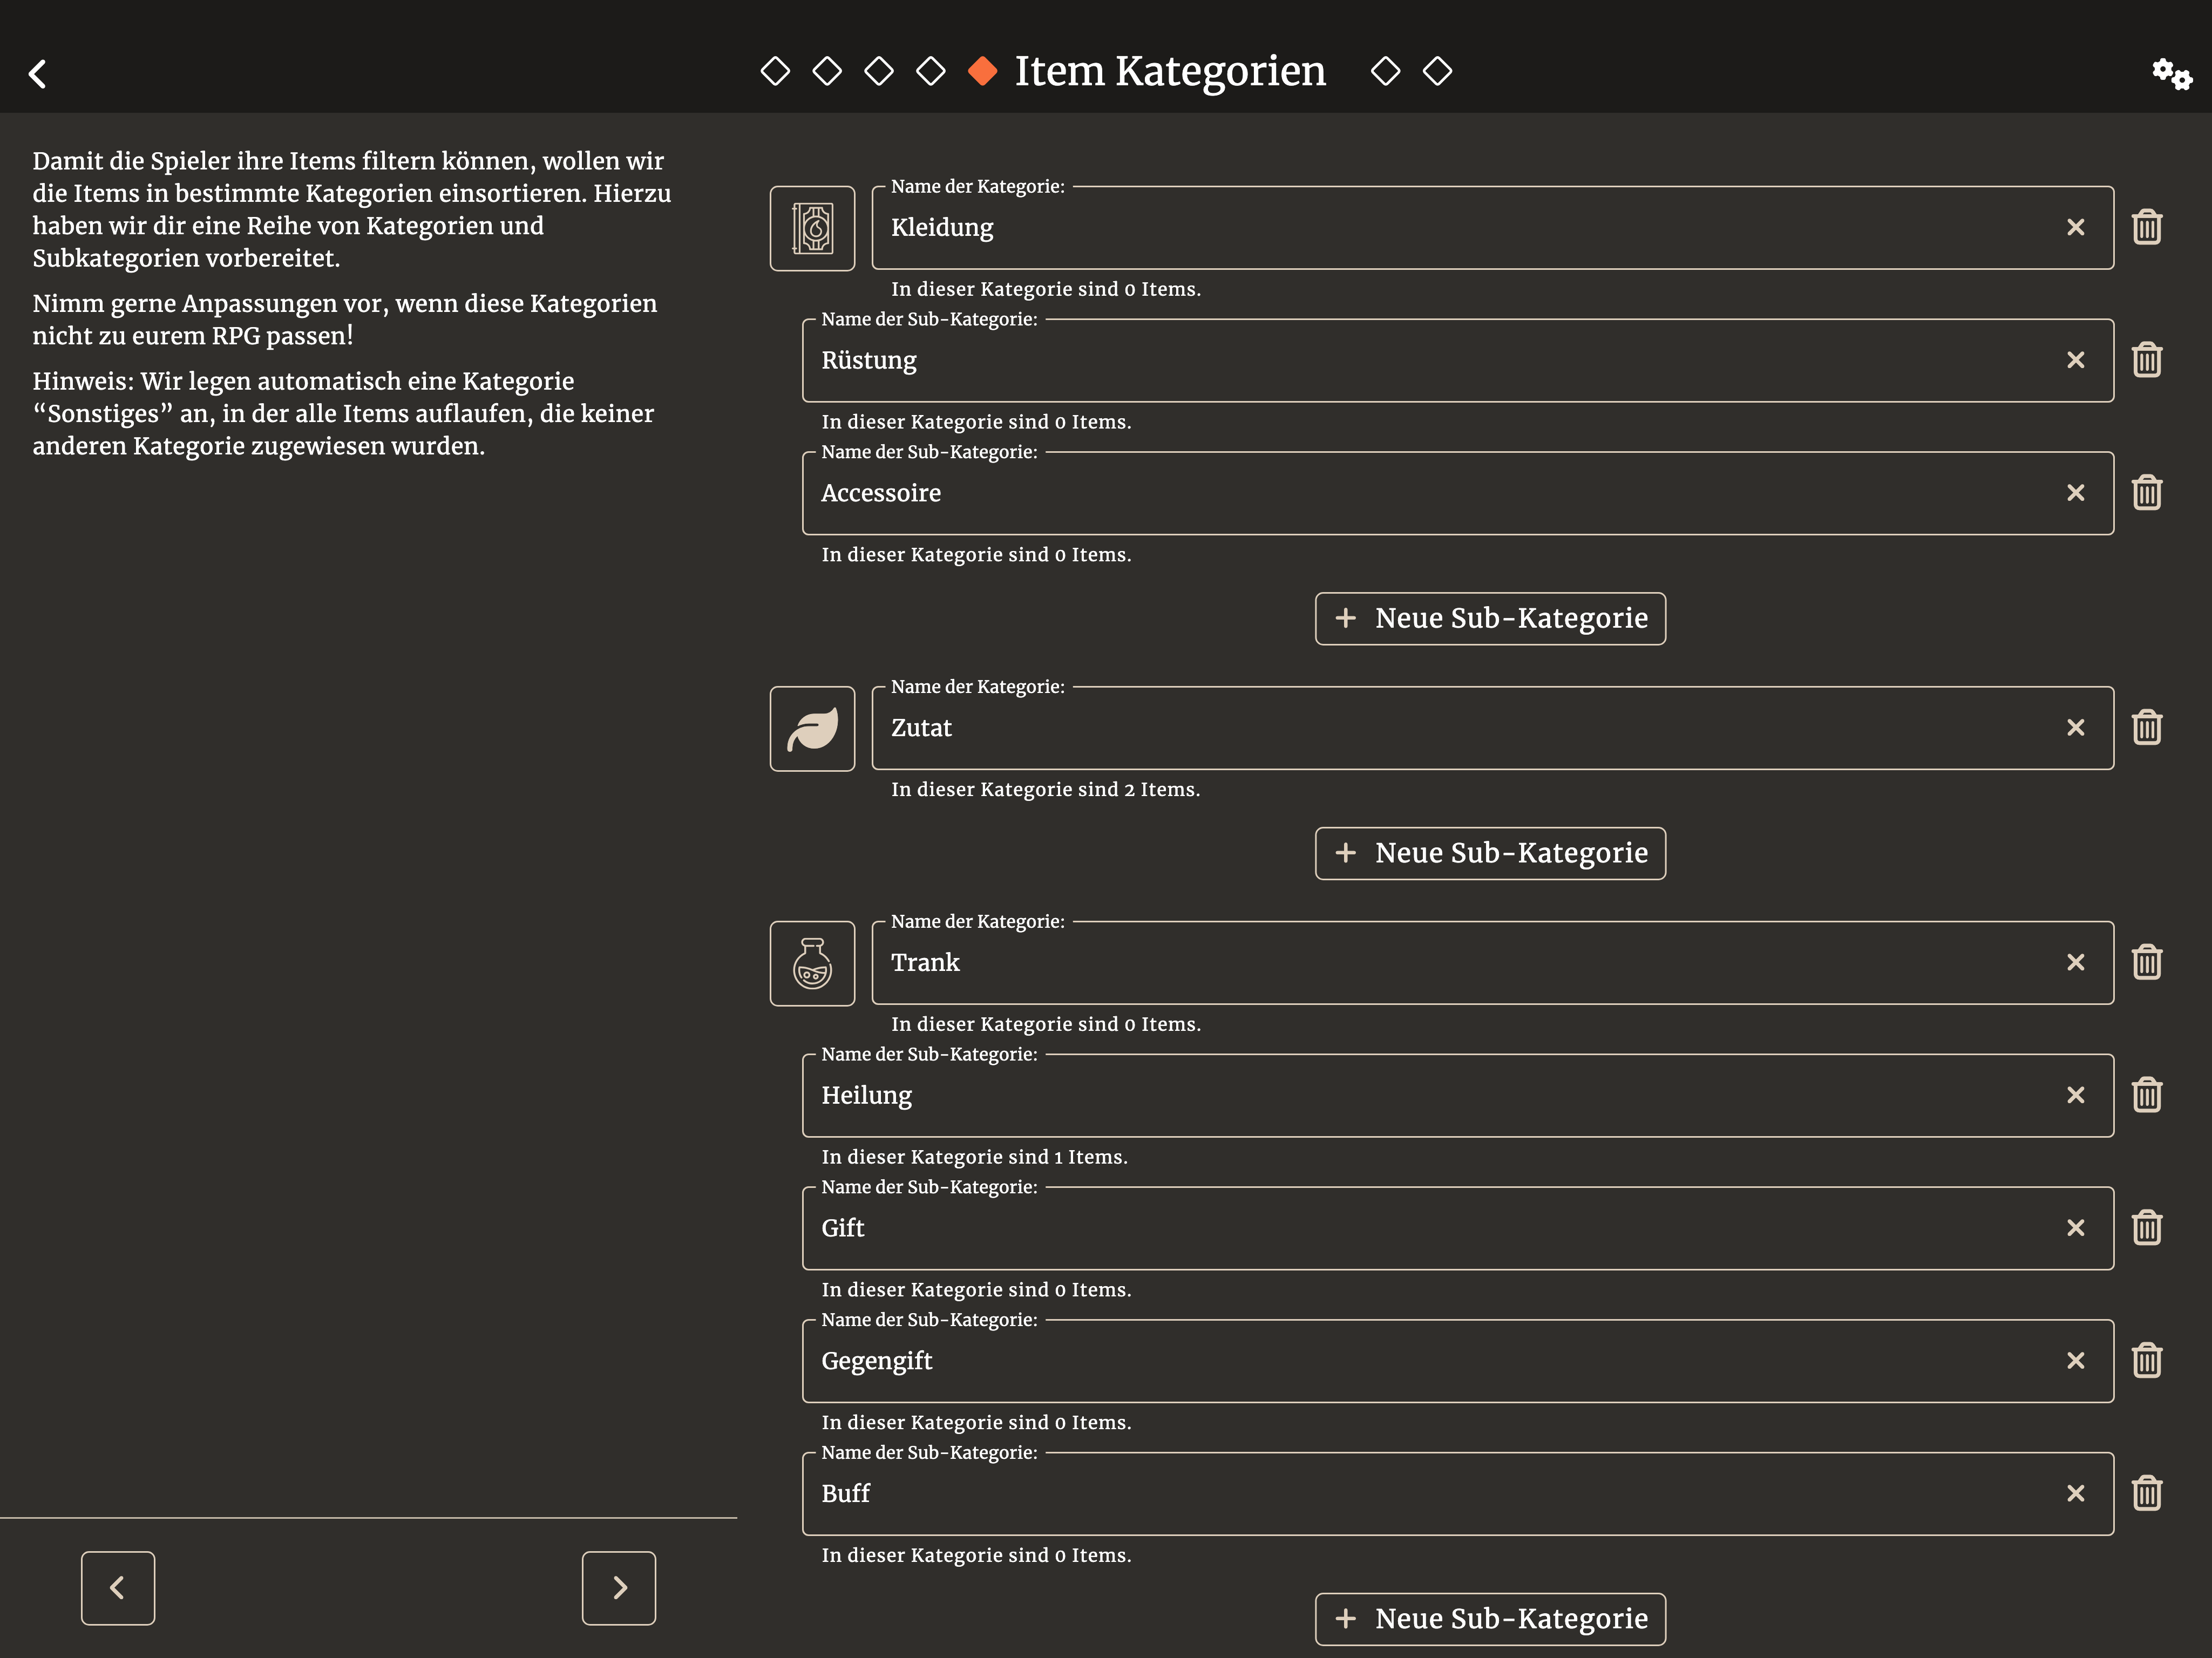 Item Kategorien
Damit die Spieler ihre Items filtern können, wollen wir
die Items in bestimmte Kategorien einsortieren. Hierzu
haben wir dir eine Reihe von Kategorien und
Subkategorien vorbereitet.
Nimm gerne Anpassungen vor, wenn diese Kategorien
nicht zu eurem RPG passen!
Hinweis: Wir legen automatisch eine Kategorie
“Sonstiges” an, in der alle Items auflaufen, die keiner
anderen Kategorie zugewiesen wurden.
Name der Kategorie:
Kleidung
In dieser Kategorie sind 0 Items.
Name der Sub-Kategorie:
Rüstung
In dieser Kategorie sind 0 Items.
Name der Sub-Kategorie:
Accessoire
In dieser Kategorie sind 0 Items.
+ Neue Sub-Kategorie
Name der Kategorie:
Zutat
In dieser Kategorie sind 2 Items.
+ Neue Sub-Kategorie
Name der Kategorie:
Trank
In dieser Kategorie sind 0 Items.
Name der Sub-Kategorie:
Heilung
In dieser Kategorie sind 1 Items.
Name der Sub-Kategorie:
Gift
In dieser Kategorie sind 0 Items.
Name der Sub-Kategorie:
Gegengift
In dieser Kategorie sind 0 Items.
Name der Sub-Kategorie:
Buff
In dieser Kategorie sind 0 Items.
+ Neue Sub-Kategorie